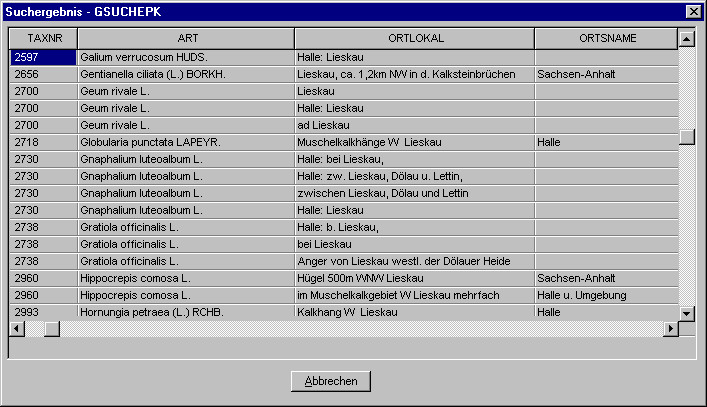 Suchergebnis - GSUCHEPK
TAXNR ART ORTLOKAL ORTSNAME
2597 Galium verrucosum HUDS. Halle: Lieskau
2656 Gentianella ciliata (L.) BORKH. Lieskau, ca. 1,2km NW in d. Kalksteinbrüchen Sachsen-Anhalt
2700 Geum rivale L. Lieskau
2700 Geum rivale L. Halle: Lieskau
2700 Geum rivale L. ad Lieskau
2718 Globularia punctata LAPEYR. Muschelkalkhänge W Lieskau Halle
2730 Gnaphalium luteoalbum L. Halle: bei Lieskau,
2730 Gnaphalium luteoalbum L. Halle: zw. Lieskau, Dölau u. Lettin,
2730 Gnaphalium luteoalbum L. zwischen Lieskau, Dölau und Lettin
2730 Gnaphalium luteoalbum L. Halle: Lieskau
2738 Gratiola officinalis L. Halle: b. Lieskau,
2738 Gratiola officinalis L. bei Lieskau
2738 Gratiola officinalis L. Anger von Lieskau westl. der Dölauer Heide
2960 Hippocrepis comosa L. Hügel 500m WNW Lieskau Sachsen-Anhalt
2960 Hippocrepis comosa L. im Muschelkalkgebiet W Lieskau mehrfach Halle u. Umgebung
2993 Hornungia petraea (L.) RCHB. Kalkhang W Lieskau Halle
Abbrechen